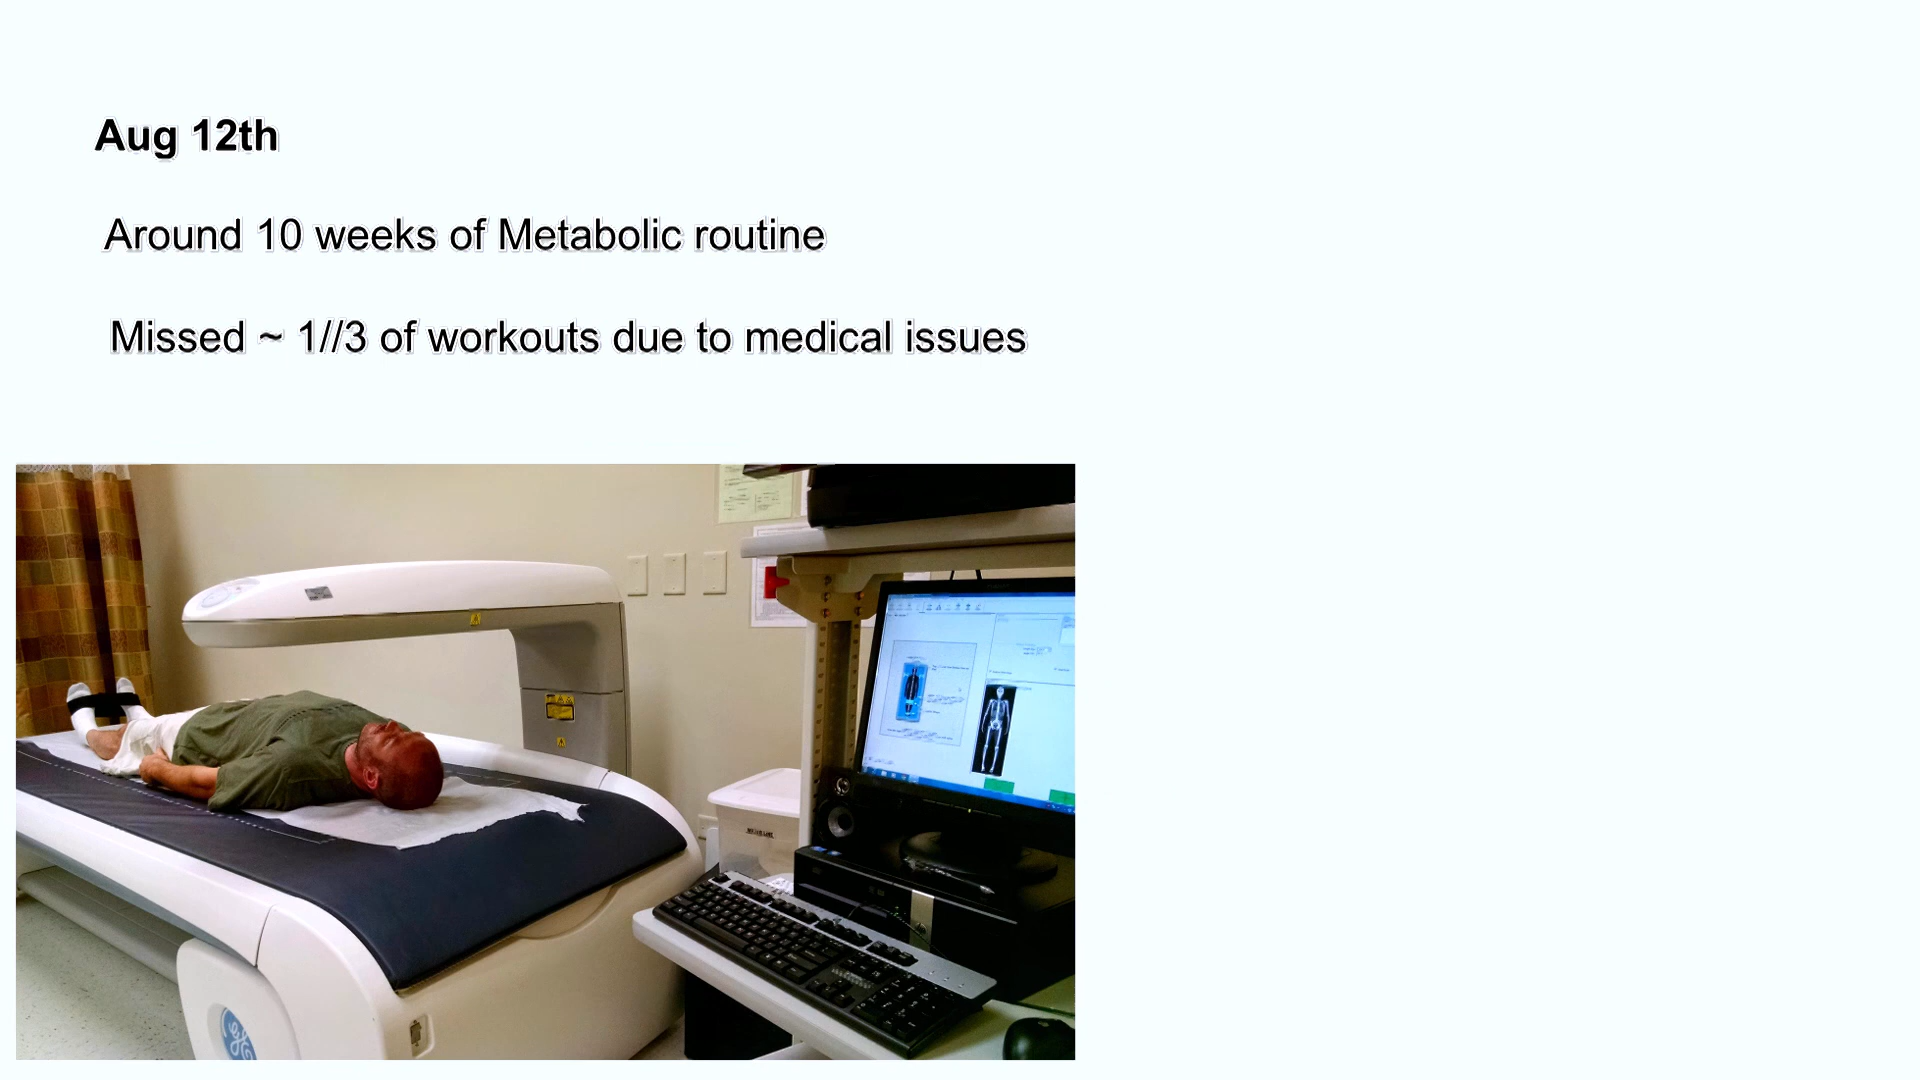 Aug 12th
Around 10 weeks of Metabolic routine
Missed ~ 1//3 of workouts due to medical issues